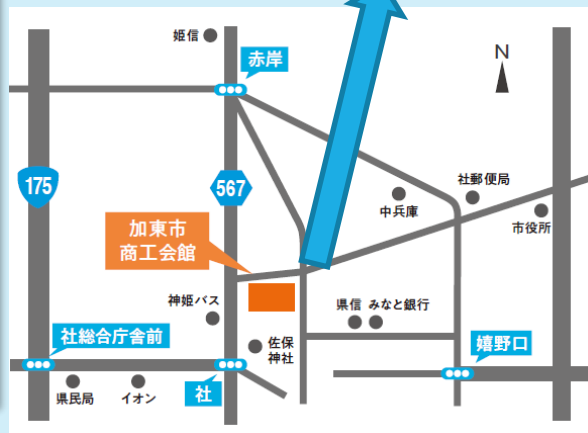 姫信
赤岸
N
175
567
社郵便局
中兵庫
市役所
加東市
商工会館
神姫バス
県信 みなと銀行
社総合庁舎前
佐保
神社
嬉野口
県民局
イオン
社